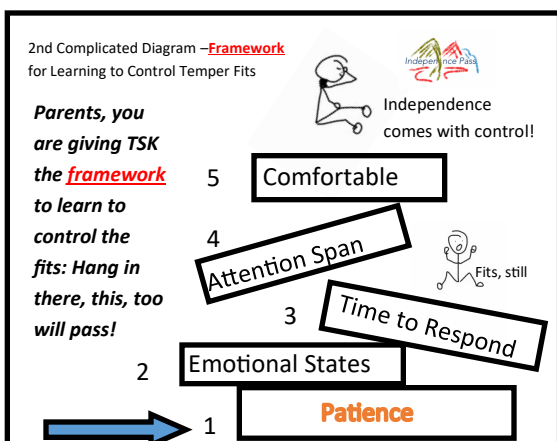 2nd Complicated Diagram –Framework
for Learning to Control Temper Fits
Independence Pass
Independence
comes with control!
Parents, you
are giving TSK
the framework
to learn to
control the
fits: Hang in
there, this, too
will pass!
5 Comfortable
4 Attention Span
Fits, still
3 Time to Respond
2 Emotional States
1 Patience